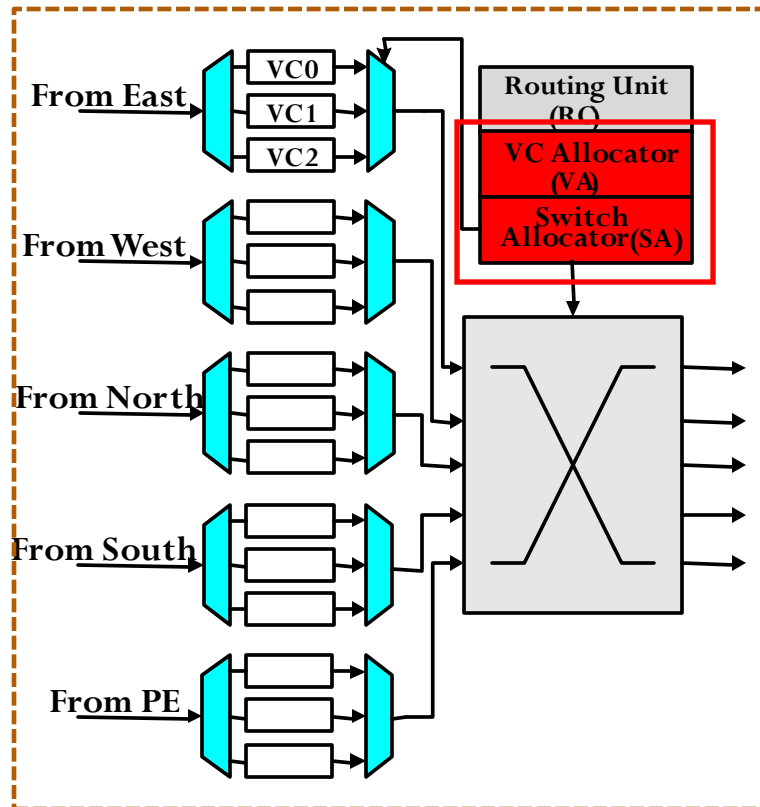 From East
VC0
VC1
VC2
Routing Unit
(RC)
VC Allocator
(VA)
Switch
Allocator(SA)
From West
From North
From South
From PE